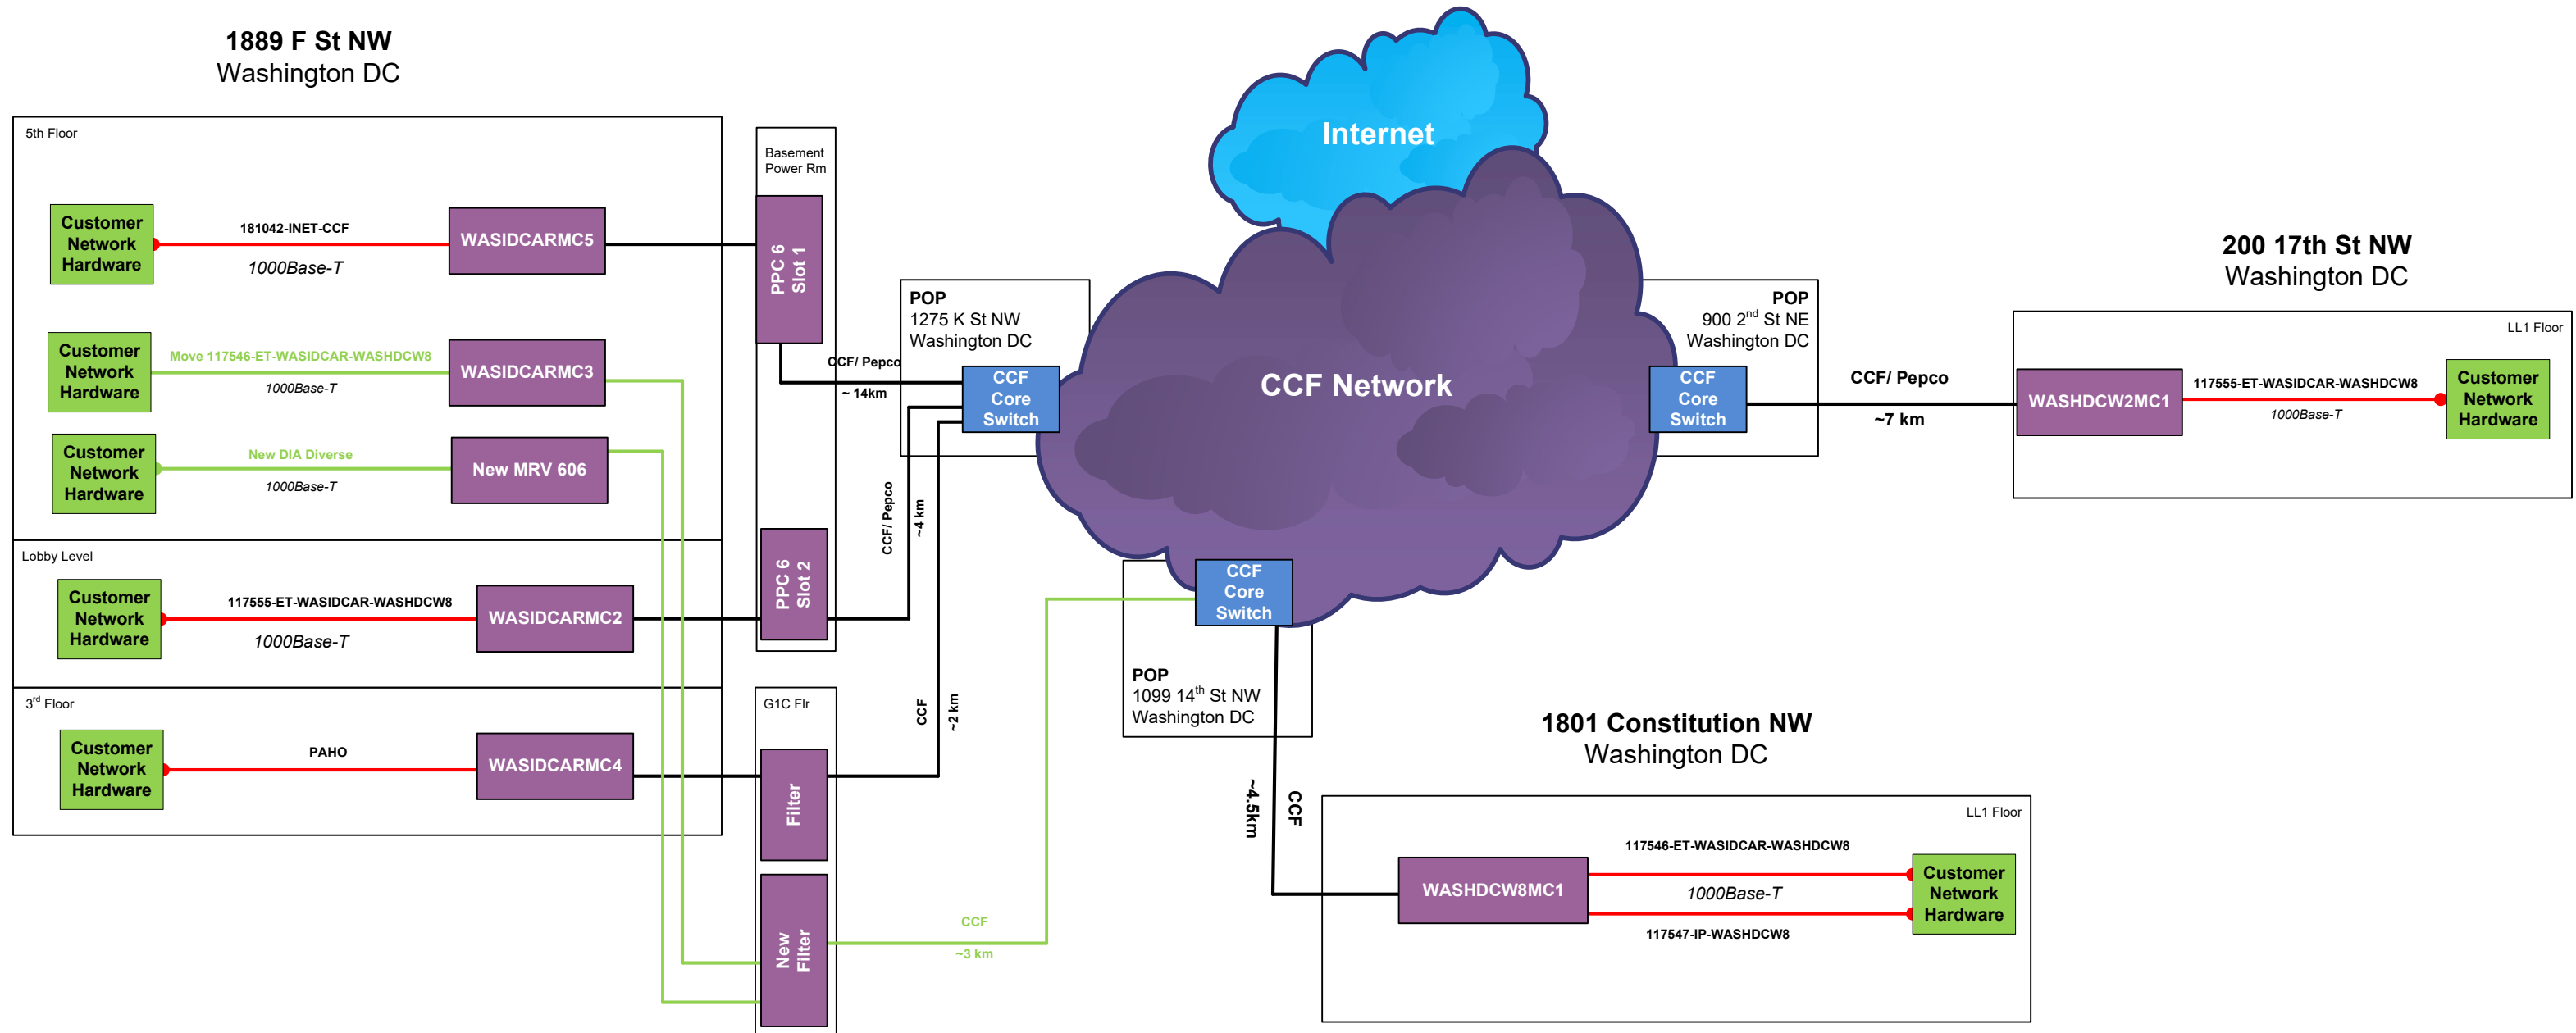 1889 F St NW
Washington DC
5th Floor
Customer
Network
Hardware
181042-INET-CCF
1000Base-T
WASIDCARMC5
Customer
Network
Hardware
Move 117546-ET-WASIDCAR-WASHDCW8
1000Base-T
WASIDCARMC3
Customer
Network
Hardware
New DIA Diverse
1000Base-T
New MRV 606
Lobby Level
Customer
Network
Hardware
117555-ET-WASIDCAR-WASHDCW8
1000Base-T
WASIDCARMC2
3rd Floor
Customer
Network
Hardware
PAHO
WASIDCARMC4
Basement
Power Rm
PPC 6
Slot 1
PPC 6
Slot 2
G1C Flr
Filter
New
Filter
CCF/ Pepco
~ 14km
CCF/ Pepco
~4 km
CCF
~2 km
CCF
~3 km
POP
1275 K St NW
Washington DC
CCF
Core
Switch
Internet
CCF Network
POP
900 2nd St NE
Washington DC
CCF
Core
Switch
CCF
Core
Switch
POP
1099 14th St NW
Washington DC
CCF/ Pepco
~7 km
200 17th St NW
Washington DC
LL1 Floor
WASHDCW2MC1
117555-ET-WASIDCAR-WASHDCW8
1000Base-T
Customer
Network
Hardware
CCF
~4.5km
1801 Constitution NW
Washington DC
LL1 Floor
WASHDCW8MC1
117546-ET-WASIDCAR-WASHDCW8
1000Base-T
117547-IP-WASHDCW8
Customer
Network
Hardware